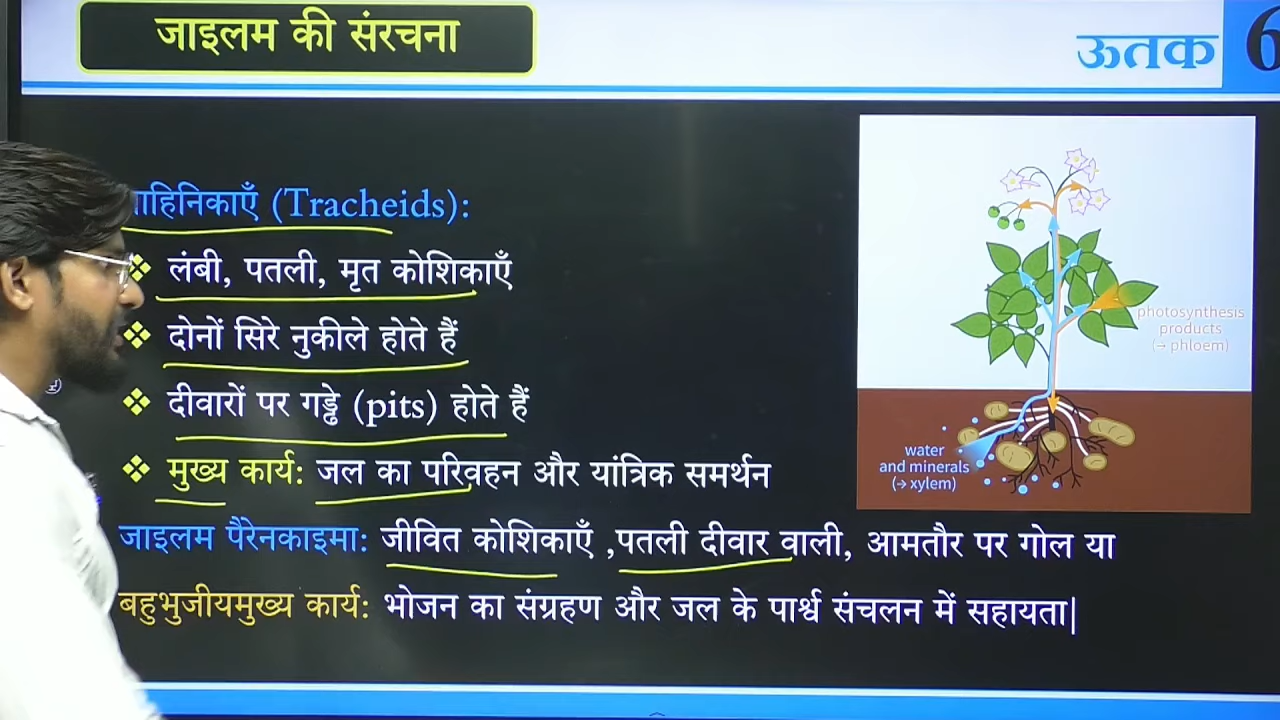 जाइलम की संरचना
ऊतक 6
(Tracheids):
❖ लंबी, पतली, मृत कोशिकाएँ
❖ दोनों सिरे नुकीले होते हैं
❖ दीवारों पर गड्ढे (pits) होते हैं
❖ मुख्य कार्य: जल का परिवहन और यांत्रिक समर्थन
जाइलम पैरेनकाइमा: जीवित कोशिकाएँ ,पतली दीवार वाली, आमतौर पर गोल या
बहुभुजीयमुख्य कार्य: भोजन का संग्रहण और जल के पार्श्व संचलन में सहायता|
photosynthesis
products
(→ phloem)
water
and minerals
(→ xylem)